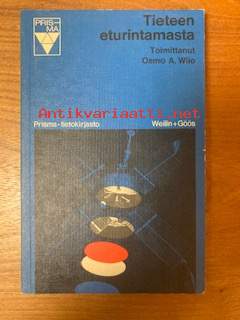 PRIS
MA
Tieteen
eturintamasta
Toimittanut
Osmo A. Wiio
Antikvariaatti.net
Prisma-tietokirjasto Weilin+Göös